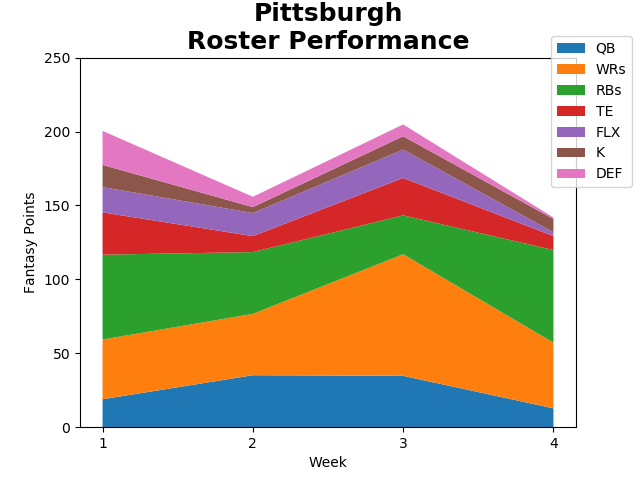 Pittsburgh
Roster Performance
QB
WRs
RBs
TE
FLX
K
DEF
250
200
150
100
50
0
Fantasy Points
1 2 3 4
Week